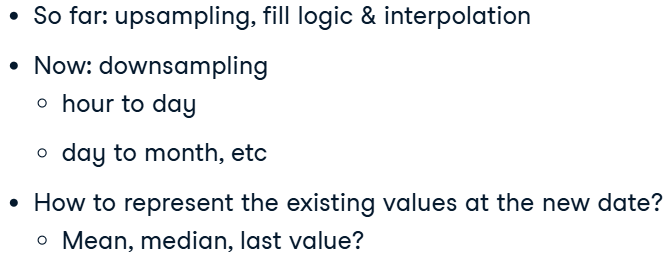 • So far: upsampling, fill logic & interpolation
• Now: downsampling
○ hour to day
○ day to month, etc
• How to represent the existing values at the new date?
○ Mean, median, last value?